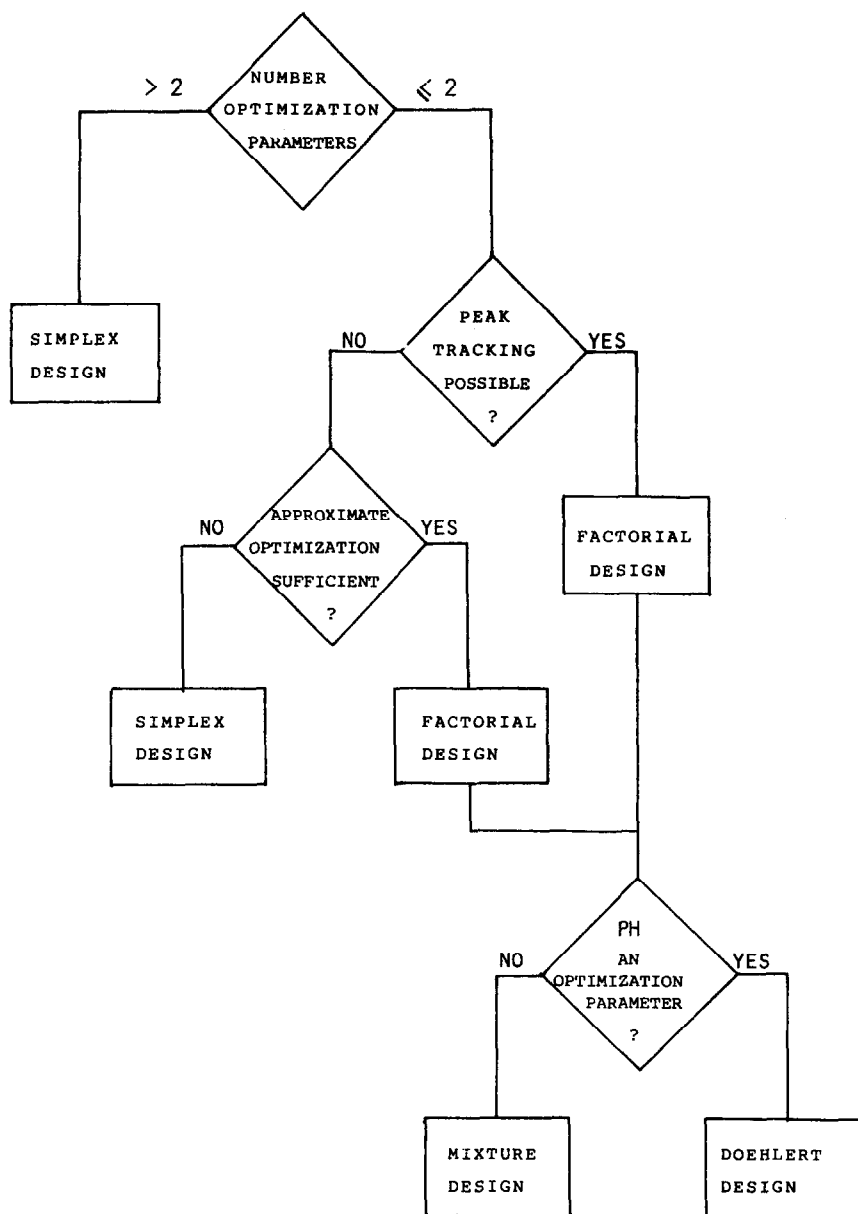 NUMBER
OPTIMIZATION
PARAMETERS
> 2
⩽ 2
SIMPLEX
DESIGN
PEAK
TRACKING
POSSIBLE
?
NO
YES
APPROXIMATE
OPTIMIZATION
SUFFICIENT
?
NO
YES
FACTORIAL
DESIGN
SIMPLEX
DESIGN
FACTORIAL
DESIGN
PH
AN
OPTIMIZATION
PARAMETER
?
NO
YES
MIXTURE
DESIGN
DOEHLERT
DESIGN